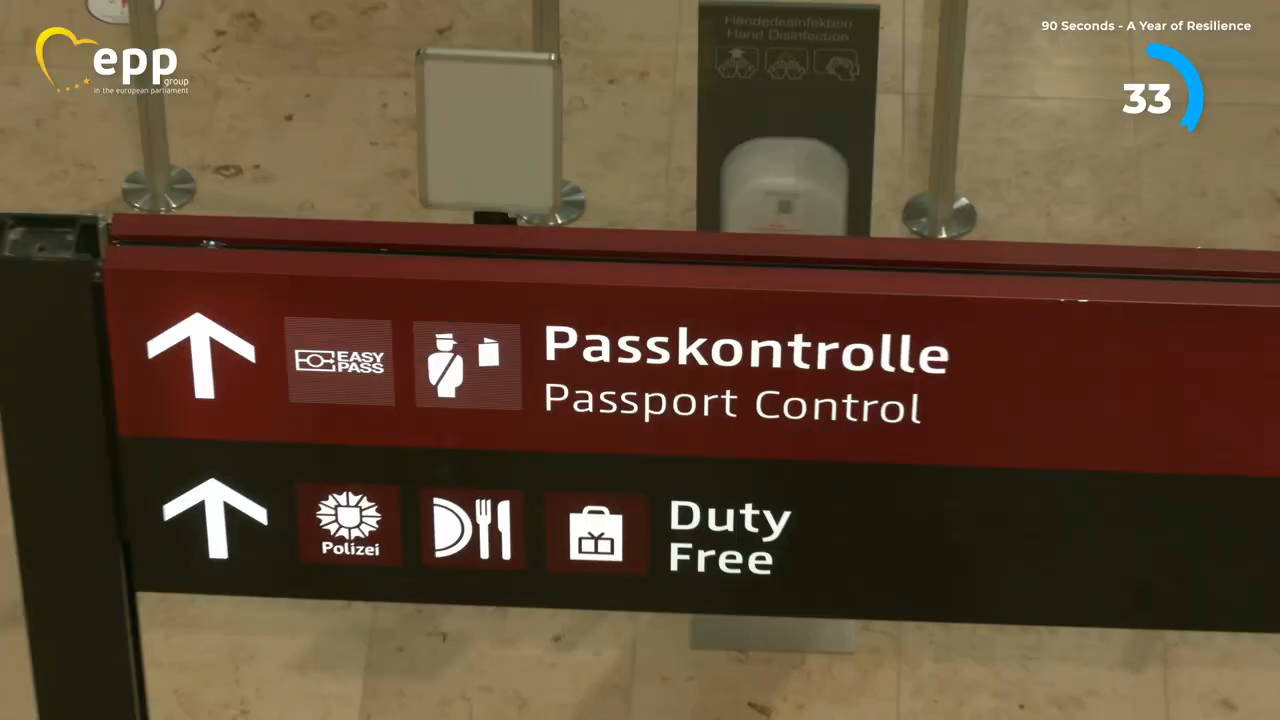 90 Seconds - A Year of Resilience
epp
group
in the european parliament
33
Händedesinfektion
Hand Disinfection
EASY
PASS
Passkontrolle
Passport Control
Polizei
Duty
Free